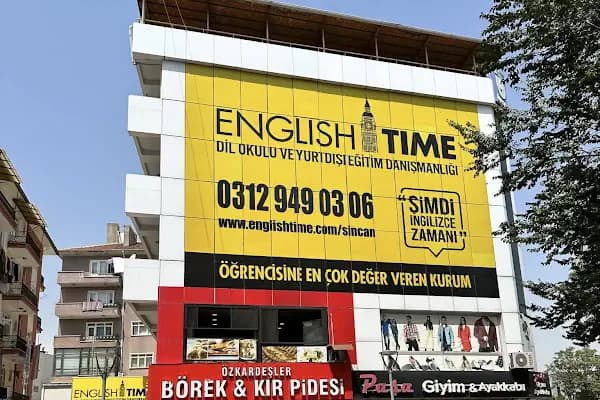 ENGLISH TIME
DİL OKULU VE YURTDIŞI EĞİTİM DANIŞMANLIĞI
0312 949 03 06
www.englishtime.com/sincan
"ŞİMDİ
İNGİLİZCE
ZAMANI"
ÖĞRENCİSİNE EN ÇOK DEĞER VEREN KURUM
ÖZKARDEŞLER
BÖREK & KIR PİDESİ
Paşa Giyim & Ayakkabı
ENGLISH TIME